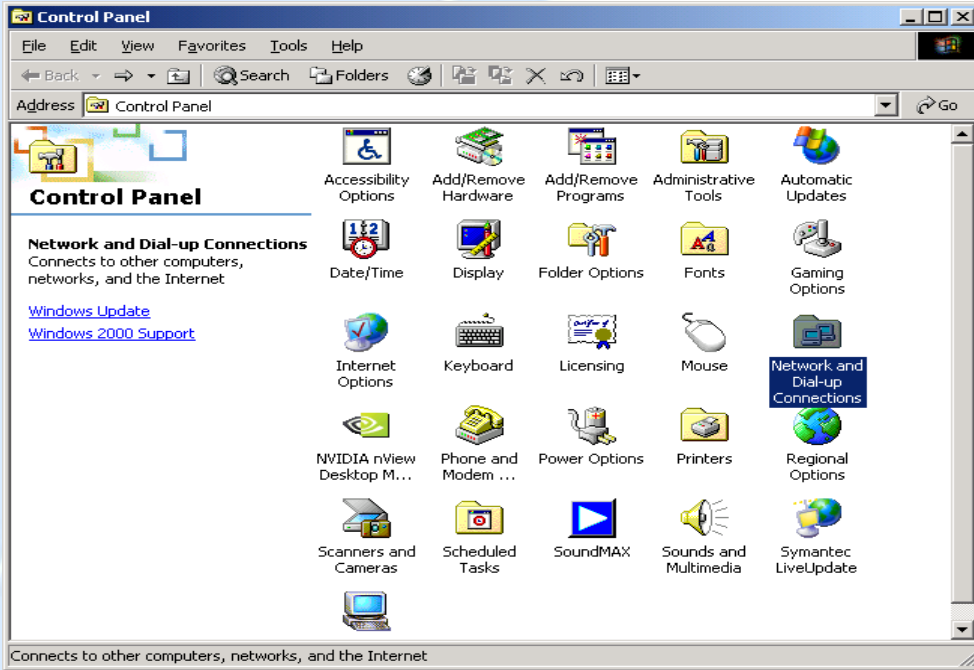 Control Panel
File Edit View Favorites Tools Help
Back Search Folders
Address Control Panel Go
Control Panel
Network and Dial-up Connections
Connects to other computers,
networks, and the Internet
Windows Update
Windows 2000 Support
Accessibility
Options
Add/Remove
Hardware
Add/Remove
Programs
Administrative
Tools
Automatic
Updates
Date/Time
Display
Folder Options
Fonts
Gaming
Options
Internet
Options
Keyboard
Licensing
Mouse
Network and
Dial-up
Connections
NVIDIA nView
Desktop M...
Phone and
Modem ...
Power Options
Printers
Regional
Options
Scanners and
Cameras
Scheduled
Tasks
SoundMAX
Sounds and
Multimedia
Symantec
LiveUpdate
Connects to other computers, networks, and the Internet